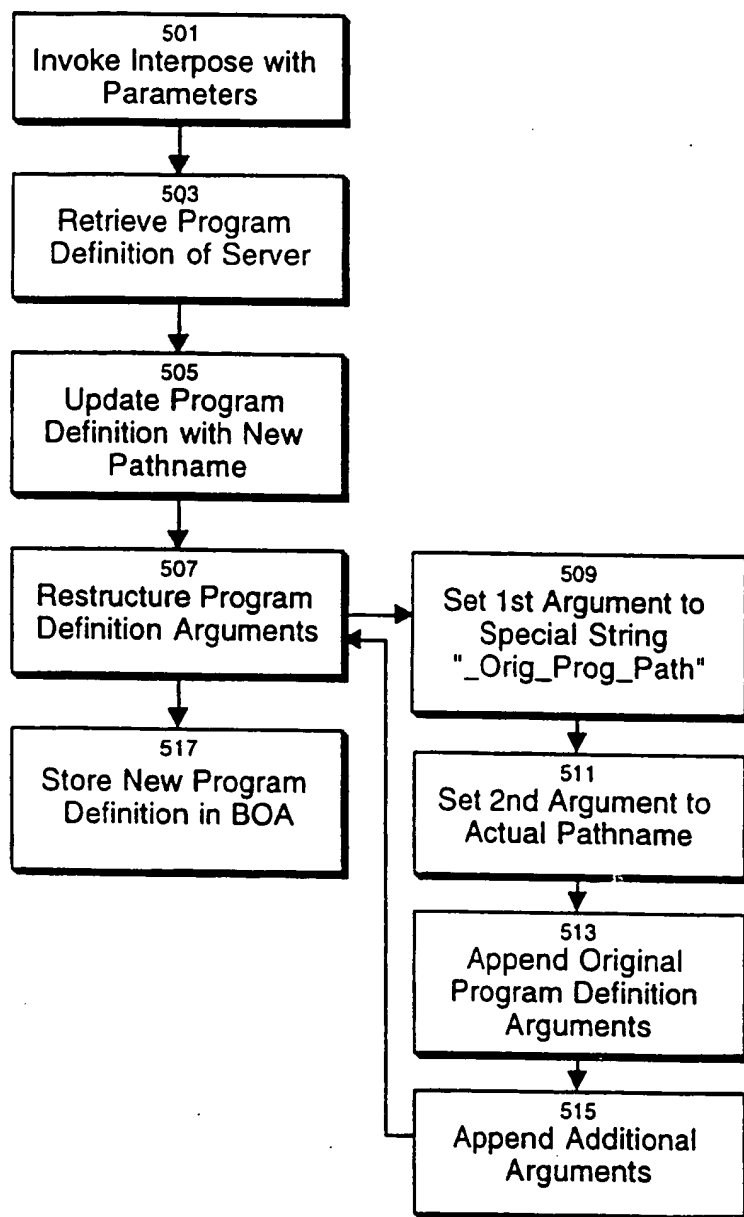 501
Invoke Interpose with
Parameters
503
Retrieve Program
Definition of Server
505
Update Program
Definition with New
Pathname
507
Restructure Program
Definition Arguments
517
Store New Program
Definition in BOA
509
Set 1st Argument to
Special String
"_Orig_Prog_Path"
511
Set 2nd Argument to
Actual Pathname
513
Append Original
Program Definition
Arguments
515
Append Additional
Arguments